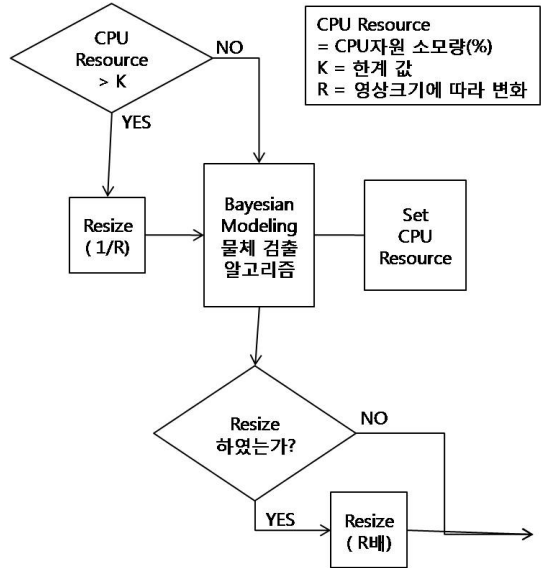 CPU
Resource
> K
NO
YES
CPU Resource
= CPU자원 소모량(%)
K = 한계 값
R = 영상크기에 따라 변화
Resize
( 1/R)
Bayesian
Modeling
물체 검출
알고리즘
Set
CPU
Resource
Resize
하였는가?
NO
YES
Resize
( R배)